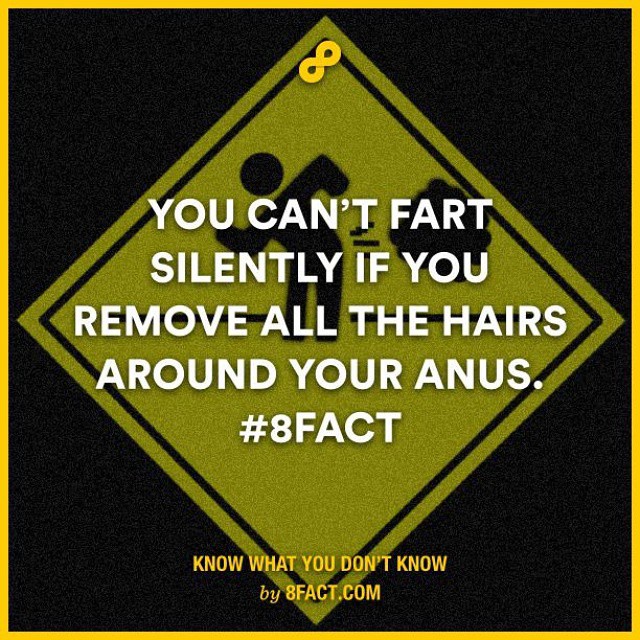 YOU CAN’T FART
SILENTLY IF YOU
REMOVE ALL THE HAIRS
AROUND YOUR ANUS.
#8FACT
KNOW WHAT YOU DON’T KNOW
by 8FACT.COM